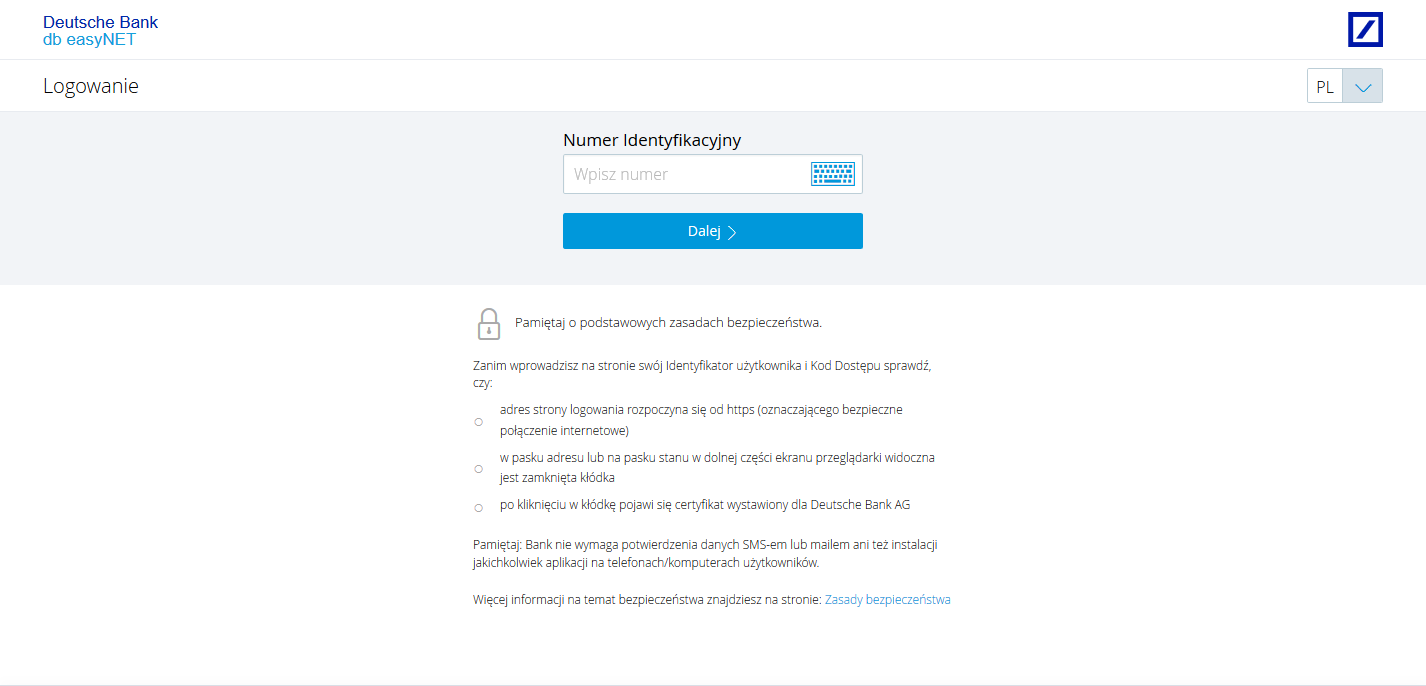 Deutsche Bank
db easyNET
Logowanie
PL
Numer Identyfikacyjny
Wpisz numer
Dalej
Pamiętaj o podstawowych zasadach bezpieczeństwa.
Zanim wprowadzisz na stronie swój Identyfikator użytkownika i Kod Dostępu sprawdź,
czy:
adres strony logowania rozpoczyna się od https (oznaczającego bezpieczne
połączenie internetowe)
w pasku adresu lub na pasku stanu w dolnej części ekranu przeglądarki widoczna
jest zamknięta kłódka
po kliknięciu w kłódkę pojawi się certyfikat wystawiony dla Deutsche Bank AG
Pamiętaj: Bank nie wymaga potwierdzenia danych SMS-em lub mailem ani też instalacji
jakichkolwiek aplikacji na telefonach/komputerach użytkowników.
Więcej informacji na temat bezpieczeństwa znajdziesz na stronie: Zasady bezpieczeństwa